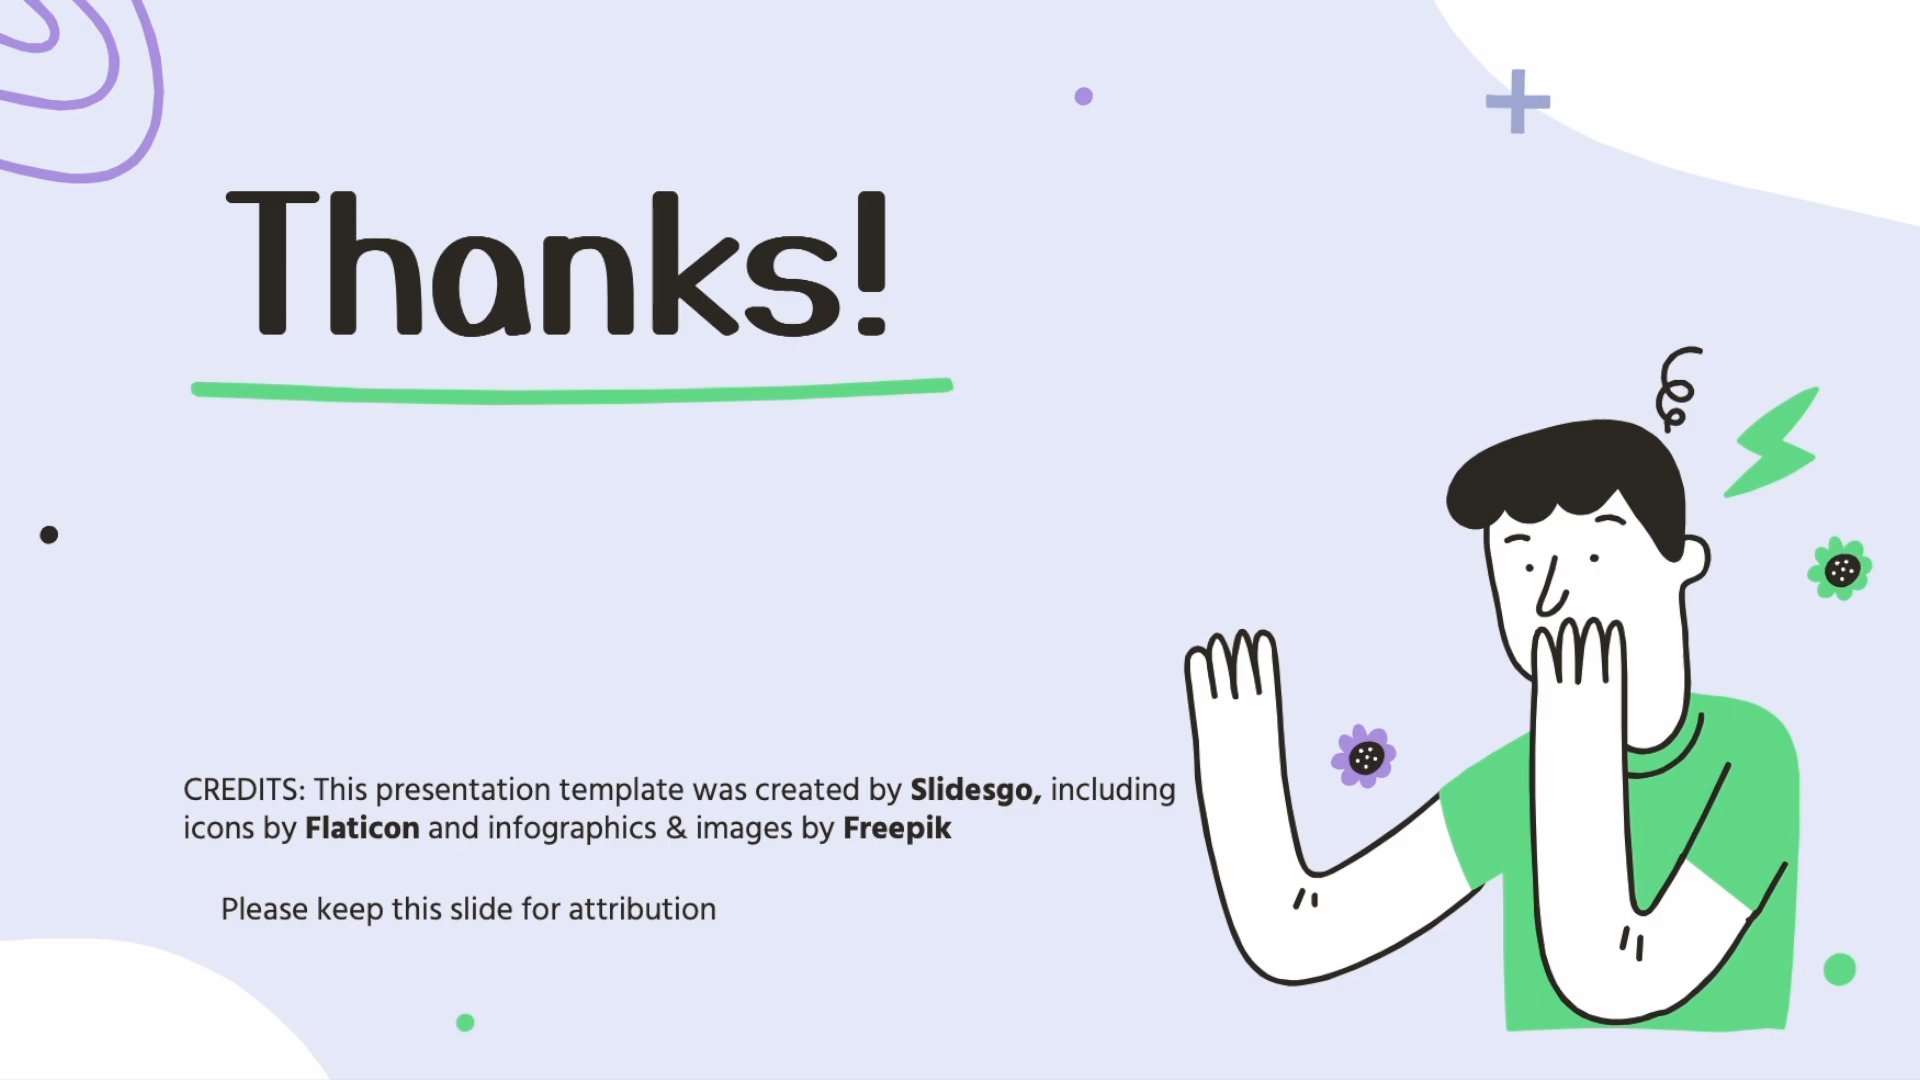 Thanks!
CREDITS: This presentation template was created by Slidesgo, including
icons by Flaticon and infographics & images by Freepik
Please keep this slide for attribution